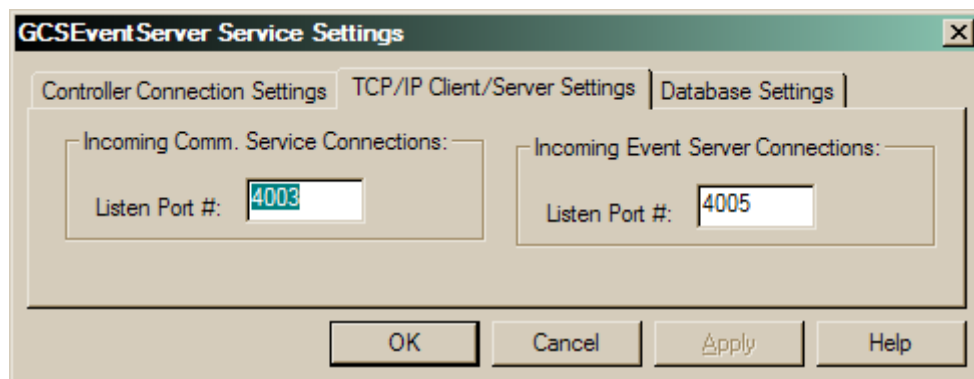 GCSEventServer Service Settings
Controller Connection Settings TCP/IP Client/Server Settings Database Settings
Incoming Comm. Service Connections: Incoming Event Server Connections:
Listen Port #: 4003 Listen Port #: 4005
OK Cancel Apply Help